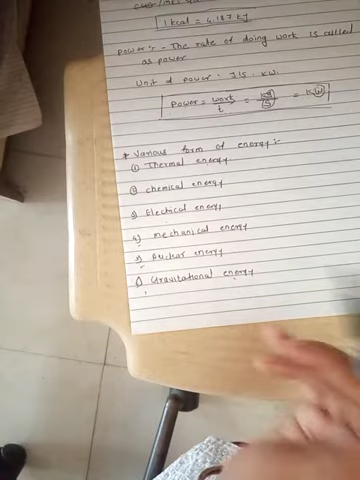 1 kcal = 4.187 kJ
Power :- The rate of doing work is called
as power
Unit of power : J/S. KW.
Power = work/t = KJ/S = KW
* Various form of energy :-
① Thermal energy
② chemical energy
3) Electrical energy
4) mechanical energy
5) Nuclear energy
6) Gravitational energy